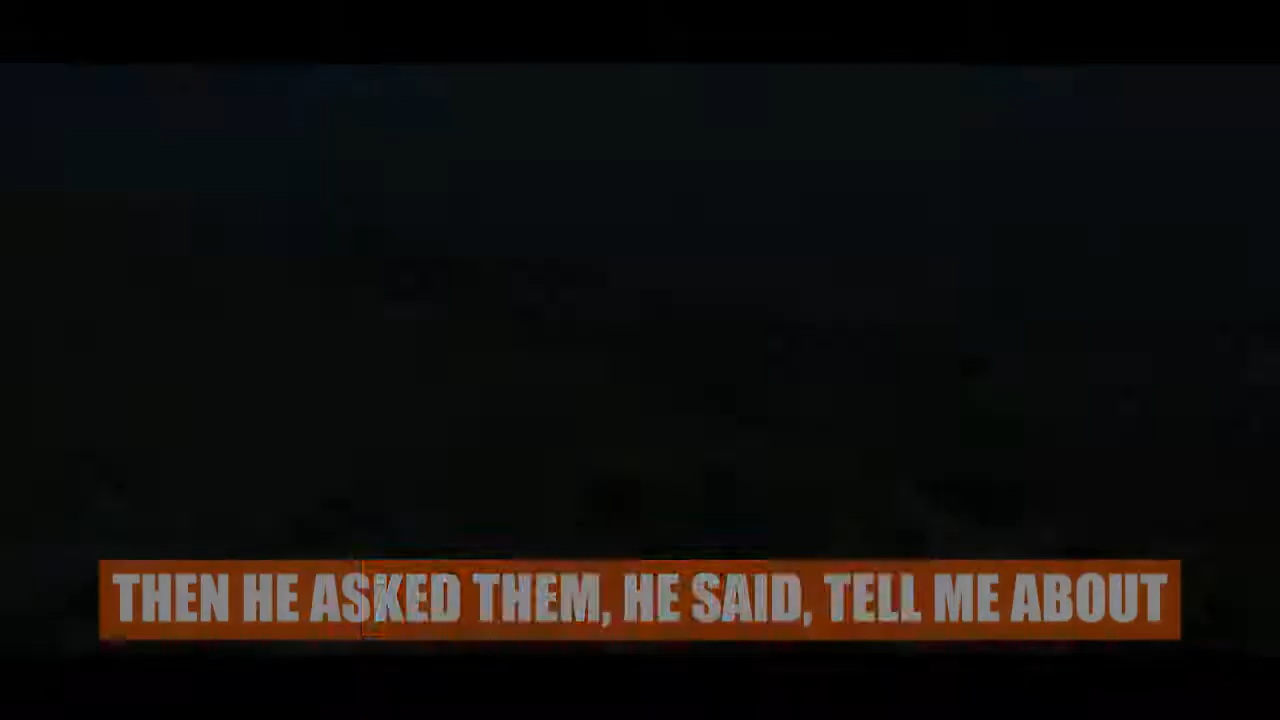 THEN HE ASKED THEM, HE SAID, TELL ME ABOUT